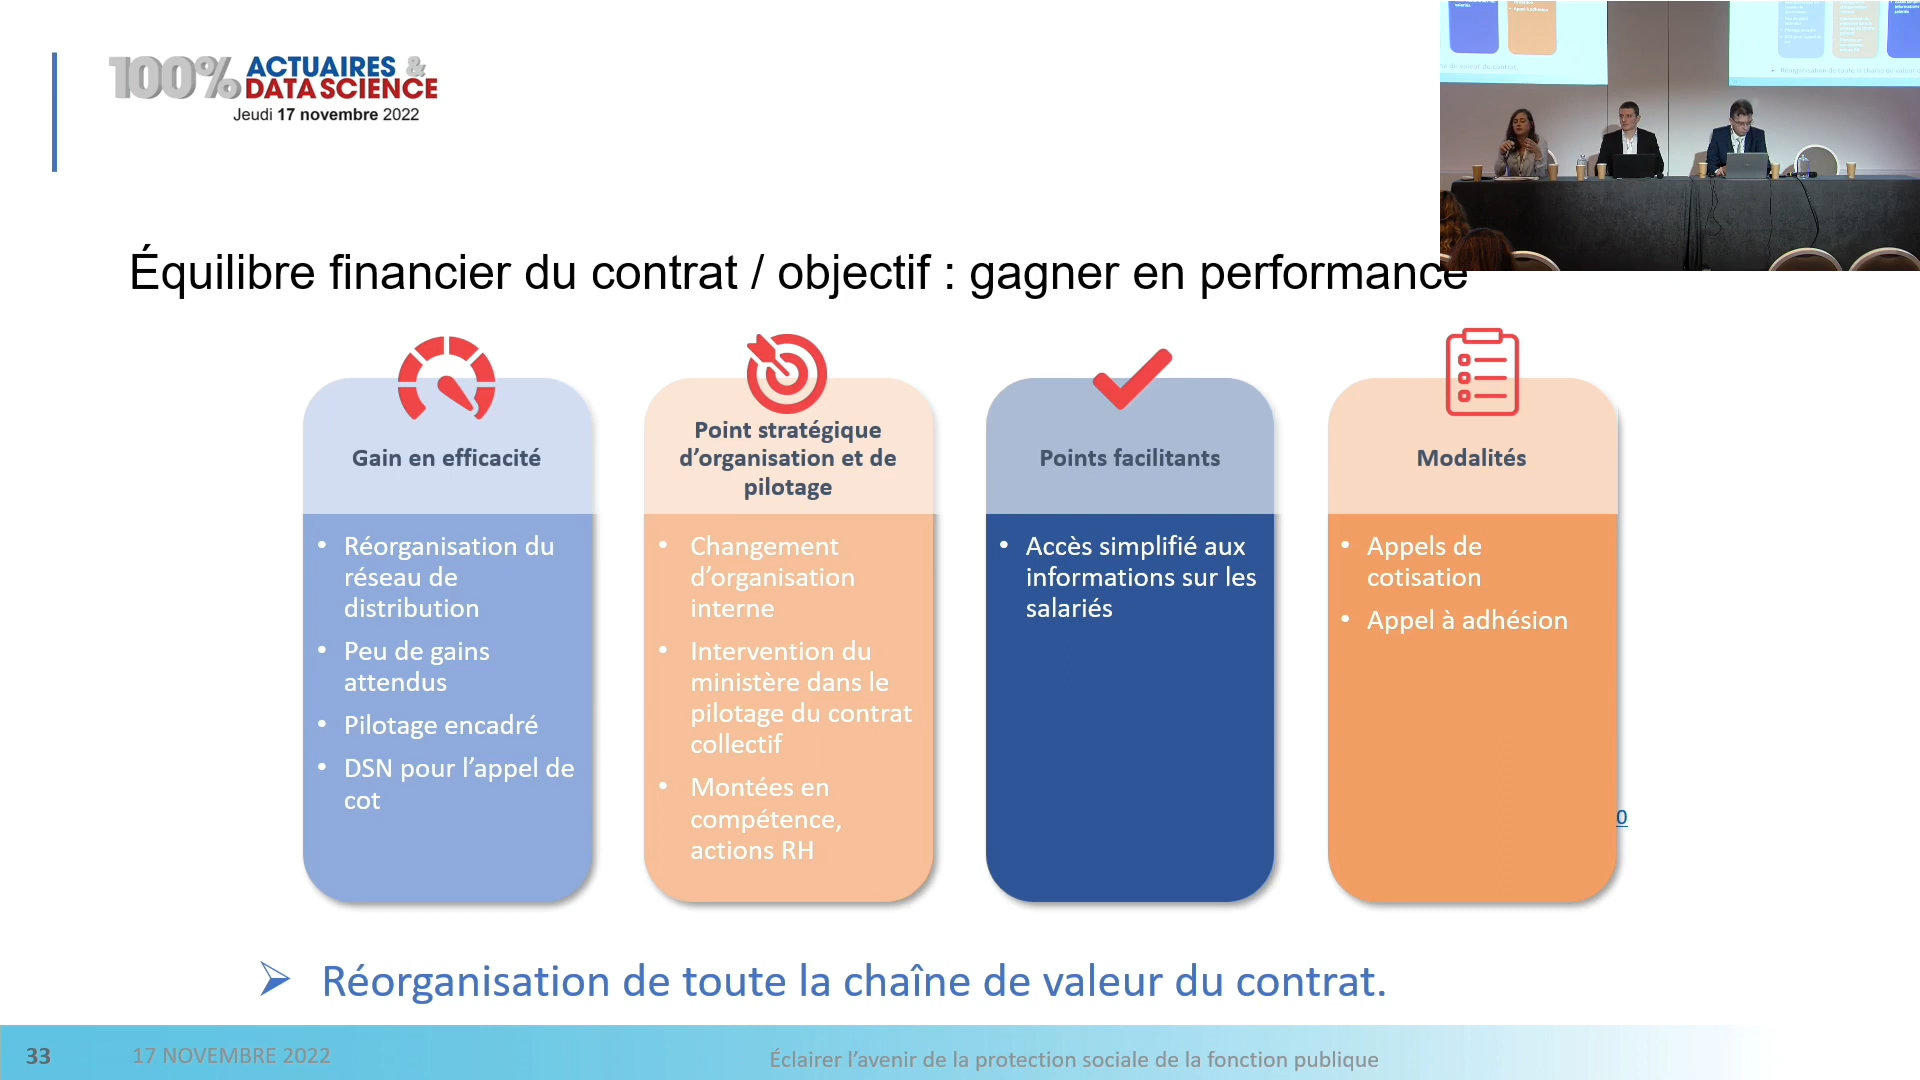 100% ACTUAIRES &
DATA SCIENCE
Jeudi 17 novembre 2022
Équilibre financier du contrat / objectif : gagner en performance
Gain en efficacité
• Réorganisation du
réseau de
distribution
• Peu de gains
attendus
• Pilotage encadré
• DSN pour l’appel de
cot
Point stratégique
d’organisation et de
pilotage
• Changement
d’organisation
interne
• Intervention du
ministère dans le
pilotage du contrat
collectif
• Montées en
compétence,
actions RH
Points facilitants
• Accès simplifié aux
informations sur les
salariés
Modalités
• Appels de
cotisation
• Appel à adhésion
0
➢ Réorganisation de toute la chaîne de valeur du contrat.
33
17 NOVEMBRE 2022
Éclairer l’avenir de la protection sociale de la fonction publique